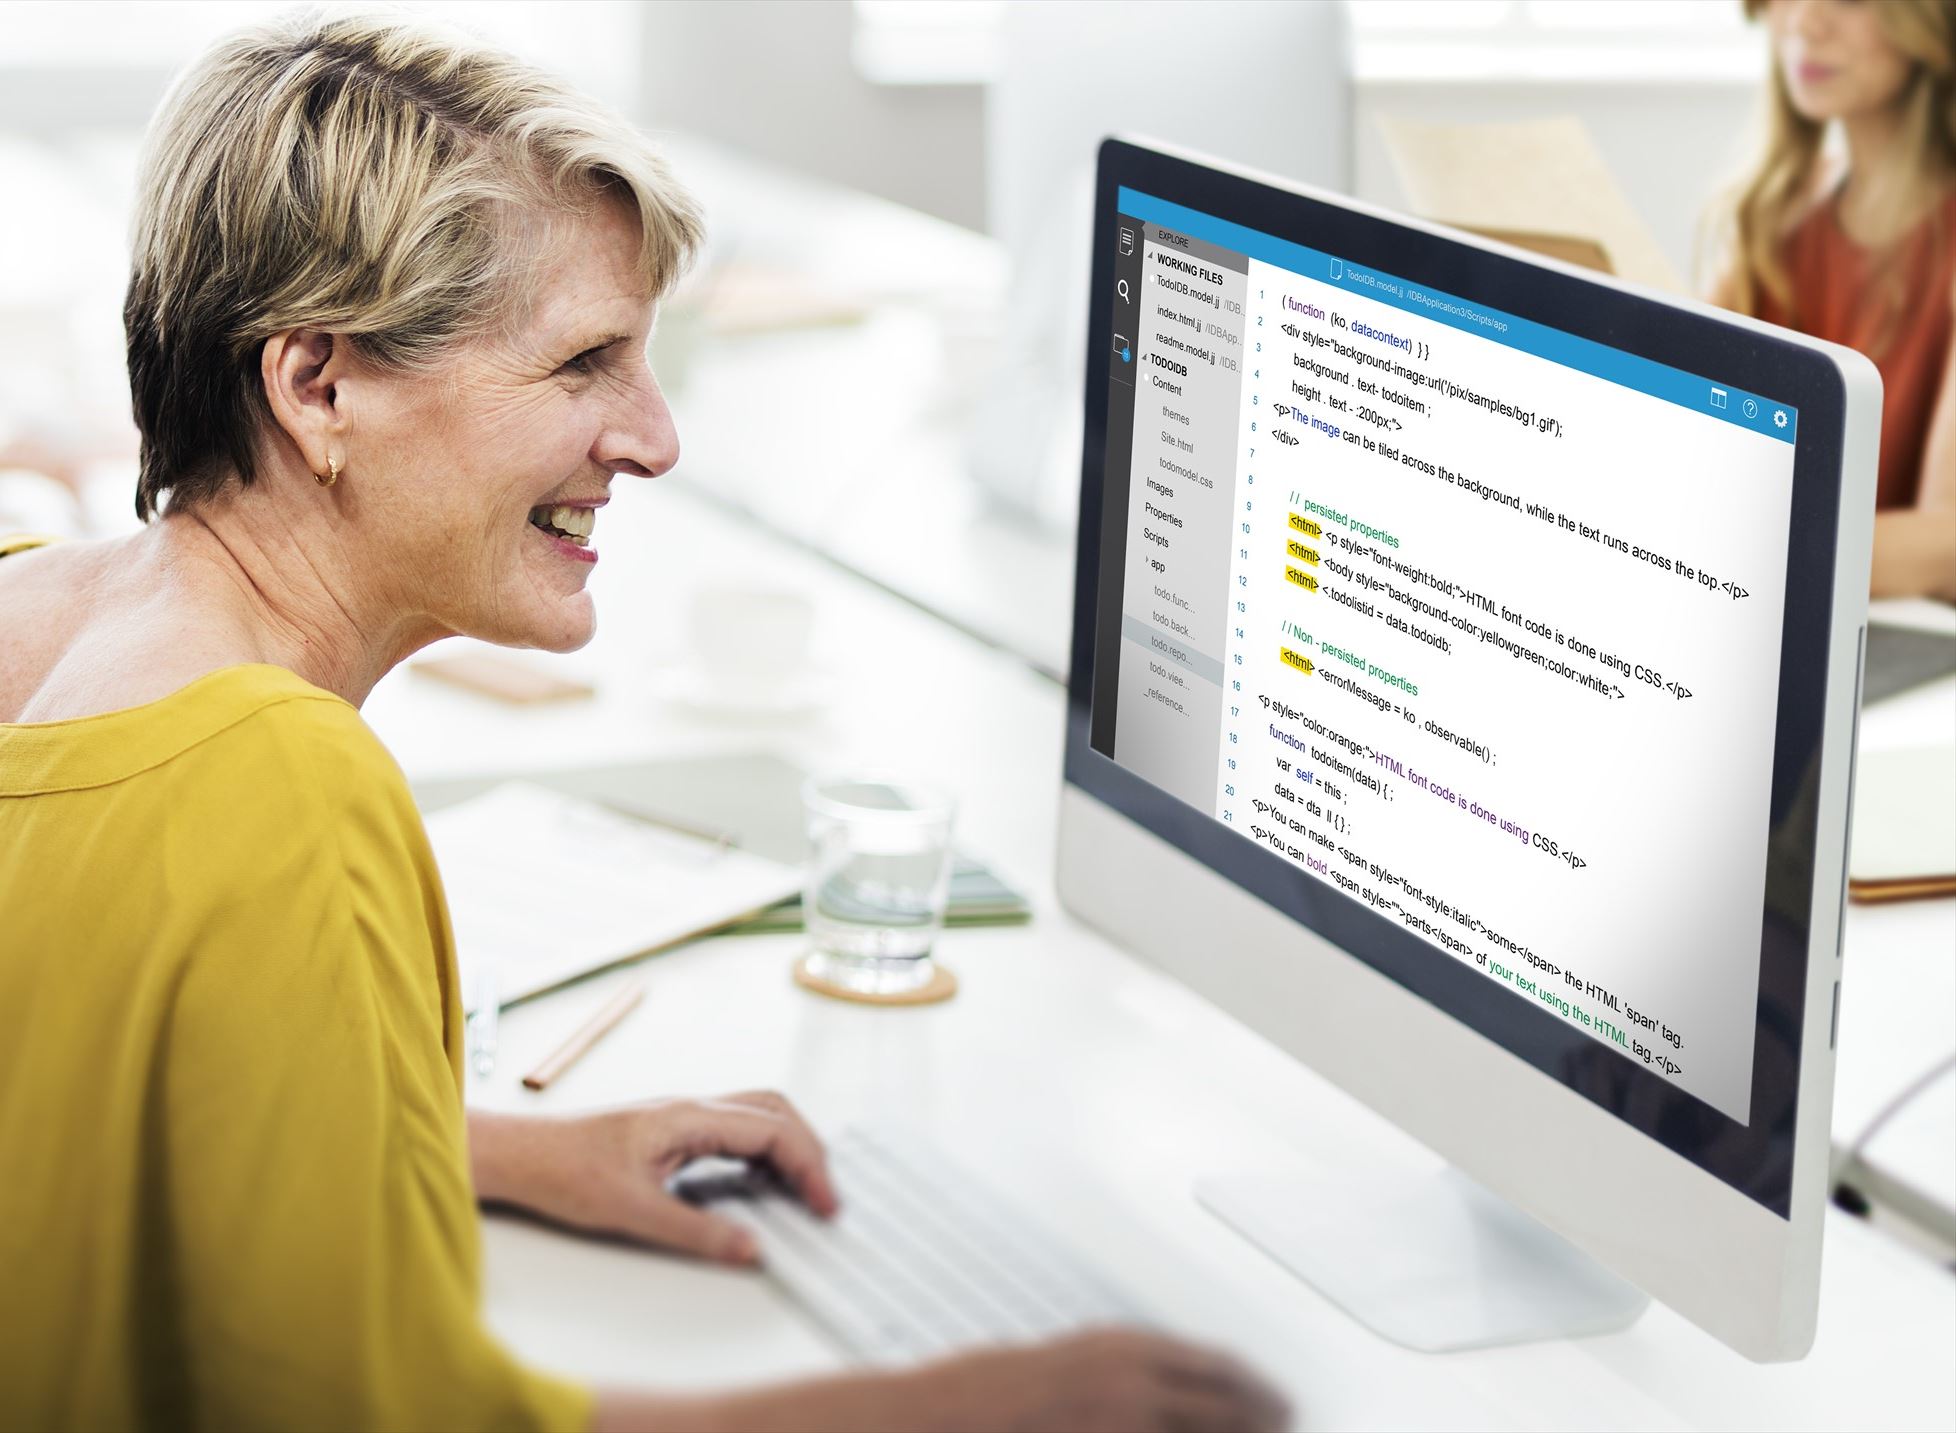 TodoIDB.model.jj /IDBApplication3/Scripts/app
EXPLORE
WORKING FILES
TodoIDB.model.jj /IDB..
index.html.jj /IDBApp..
readme.model.jj /IDB..
TODOIDB
Content
themes
Site.html
todomodel.css
Images
Properties
Scripts
app
todo.func...
todo.back...
todo.repo...
todo.viee...
_reference...
1 ( function (ko, datacontext) } }
2 <div style="background-image:url('/pix/samples/bg1.gif');
3 background . text- todoitem ;
4 height . text - :200px;">
5 <p>The image can be tiled across the background, while the text runs across the top.</p>
6 </div>
7
8 // persisted properties
9 <html> <p style="font-weight:bold;">HTML font code is done using CSS.</p>
10 <html> <body style="background-color:yellowgreen;color:white;">
11 <html> <.todolistid = data.todoidb;
12
13 // Non - persisted properties
14 <html> <errorMessage = ko , observable() ;
15
16 <p style="color:orange;">HTML font code is done using CSS.</p>
17 function todoitem(data) { ;
18 var self = this ;
19 data = dta II { } ;
20 <p>You can make <span style="font-style:italic">some</span> the HTML 'span' tag.
21 <p>You can bold <span style="">parts</span> of your text using the HTML tag.</p>